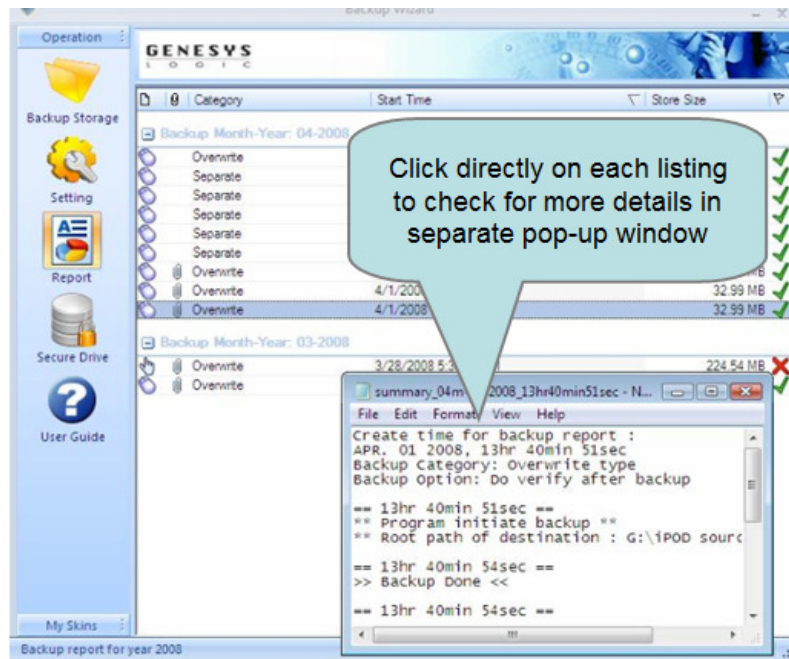 Backup Wizard
Operation
GENESYS
LOGIC
Backup Storage
Setting
Report
Secure Drive
User Guide
My Skins
Category Start Time Store Size
Backup Month-Year: 04-2008
Overwrite
Separate
Separate
Separate
Separate
Separate
Overwrite MB
Overwrite 4/1/200 32.99 MB
Overwrite 4/1/2008 32.99 MB
Backup Month-Year: 03-2008
Overwrite 3/28/2008 5:3 224.54 MB
Overwrite
Click directly on each listing
to check for more details in
separate pop-up window
summary_04m 2008_13hr40min51sec - N...
File Edit Format View Help
Create time for backup report :
APR. 01 2008, 13hr 40min 51sec
Backup Category: Overwrite type
Backup Option: Do verify after backup
== 13hr 40min 51sec ==
** Program initiate backup **
** Root path of destination : G:\iPOD sourc
== 13hr 40min 54sec ==
>> Backup Done <<
== 13hr 40min 54sec ==
Backup report for year 2008